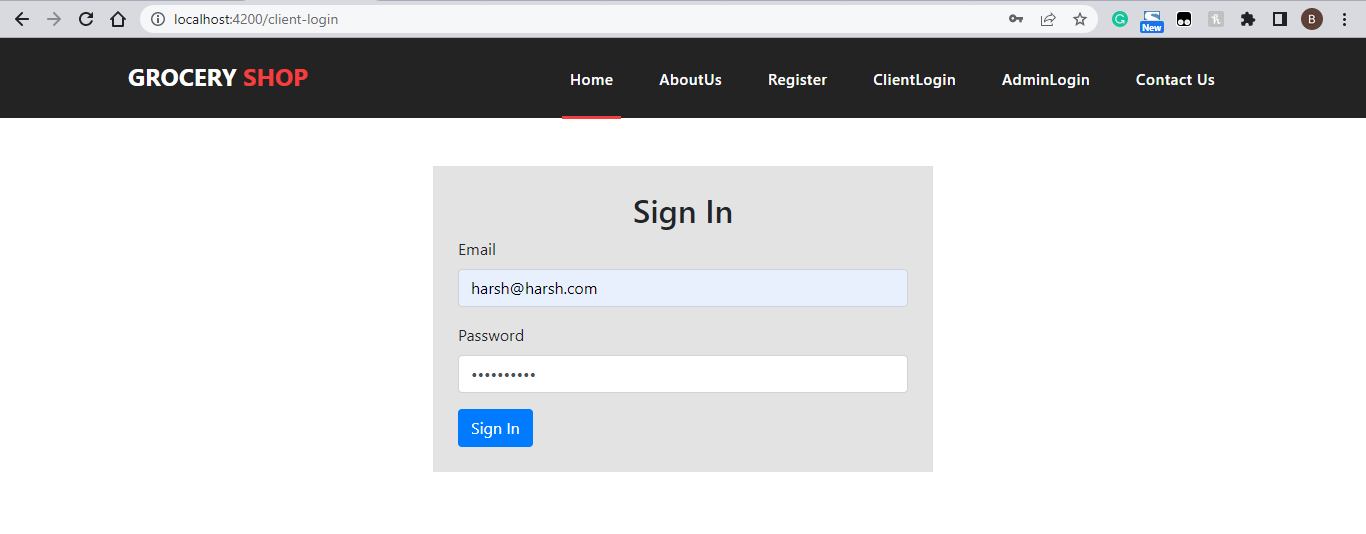 localhost:4200/client-login
New
B
GROCERY SHOP
Home AboutUs Register ClientLogin AdminLogin Contact Us
Sign In
Email
harsh@harsh.com
Password
••••••••••
Sign In